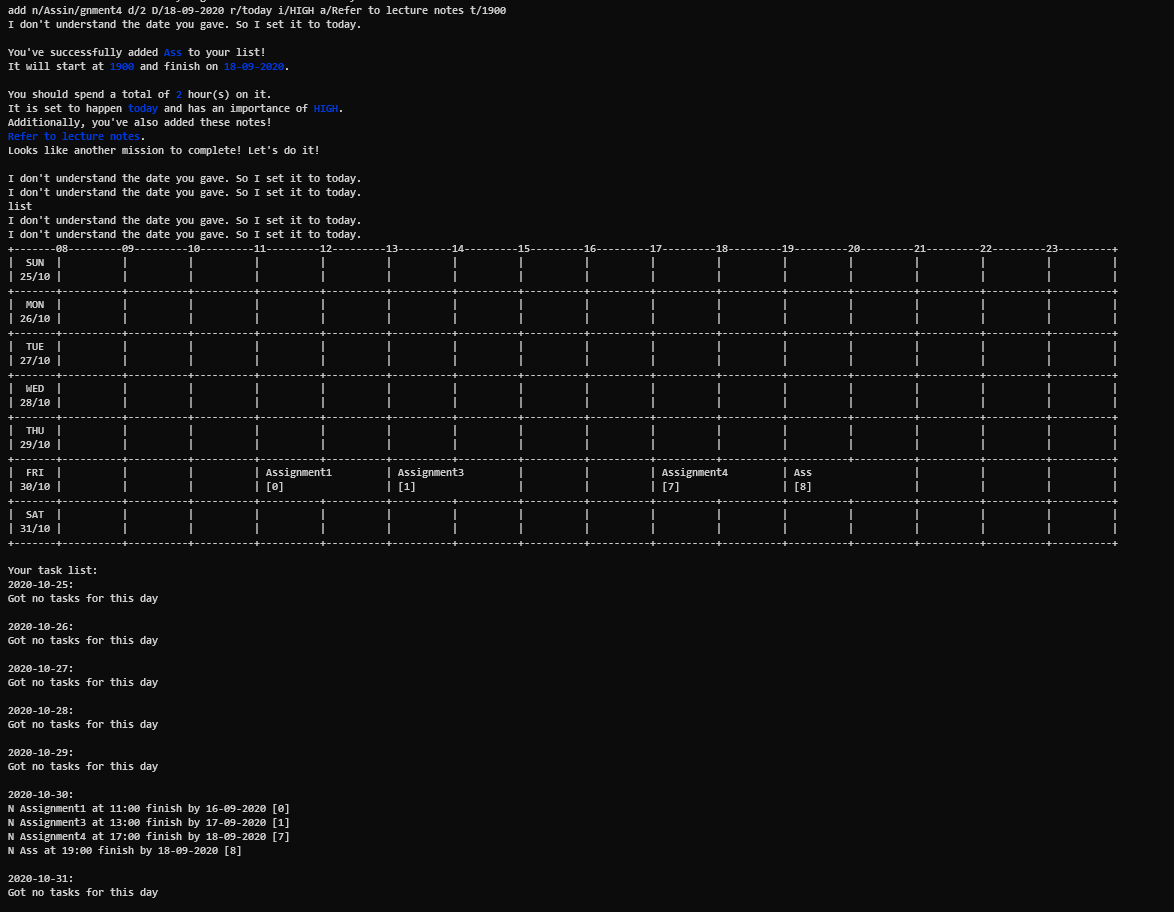 add n/Assin/gnment4 d/2 D/18-09-2020 r/today i/HIGH a/Refer to lecture notes t/1900
I don't understand the date you gave. So I set it to today.
You've successfully added Ass to your list!
It will start at 1900 and finish on 18-09-2020.
You should spend a total of 2 hour(s) on it.
It is set to happen today and has an importance of HIGH.
Additionally, you've also added these notes!
Refer to lecture notes.
Looks like another mission to complete! Let's do it!
I don't understand the date you gave. So I set it to today.
I don't understand the date you gave. So I set it to today.
list
I don't understand the date you gave. So I set it to today.
I don't understand the date you gave. So I set it to today.
08 09 10 11 12 13 14 15 16 17 18 19 20 21 22 23
SUN
25/10
MON
26/10
TUE
27/10
WED
28/10
THU
29/10
FRI Assignment1 Assignment3 Assignment4 Ass
30/10 [0] [1] [7] [8]
SAT
31/10
Your task list:
2020-10-25:
Got no tasks for this day
2020-10-26:
Got no tasks for this day
2020-10-27:
Got no tasks for this day
2020-10-28:
Got no tasks for this day
2020-10-29:
Got no tasks for this day
2020-10-30:
N Assignment1 at 11:00 finish by 16-09-2020 [0]
N Assignment3 at 13:00 finish by 17-09-2020 [1]
N Assignment4 at 17:00 finish by 18-09-2020 [7]
N Ass at 19:00 finish by 18-09-2020 [8]
2020-10-31:
Got no tasks for this day